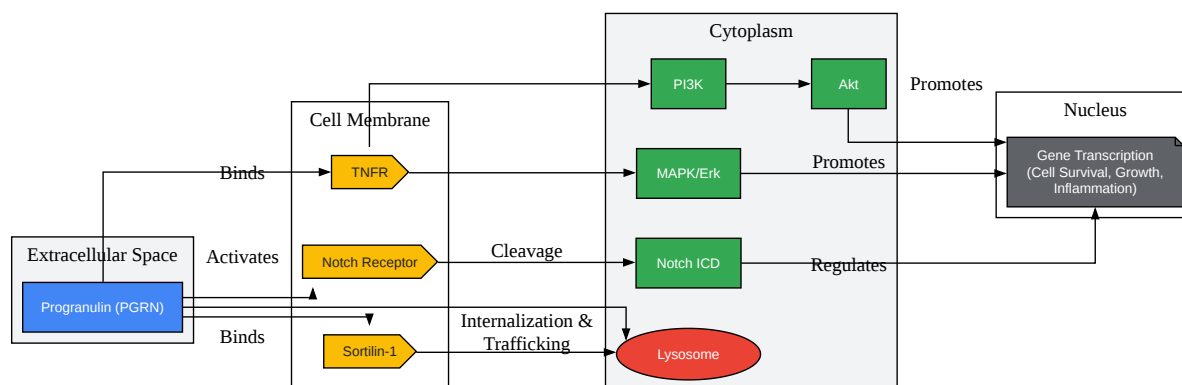 Cytoplasm
PI3K
Akt
Promotes
Nucleus
Cell Membrane
Gene Transcription
(Cell Survival, Growth,
Inflammation)
Binds
TNFR
MAPK/Erk
Promotes
Extracellular Space
Activates
Notch Receptor
Cleavage
Notch ICD
Regulates
Progranulin (PGRN)
Binds
Sortilin-1
Internalization &
Trafficking
Lysosome